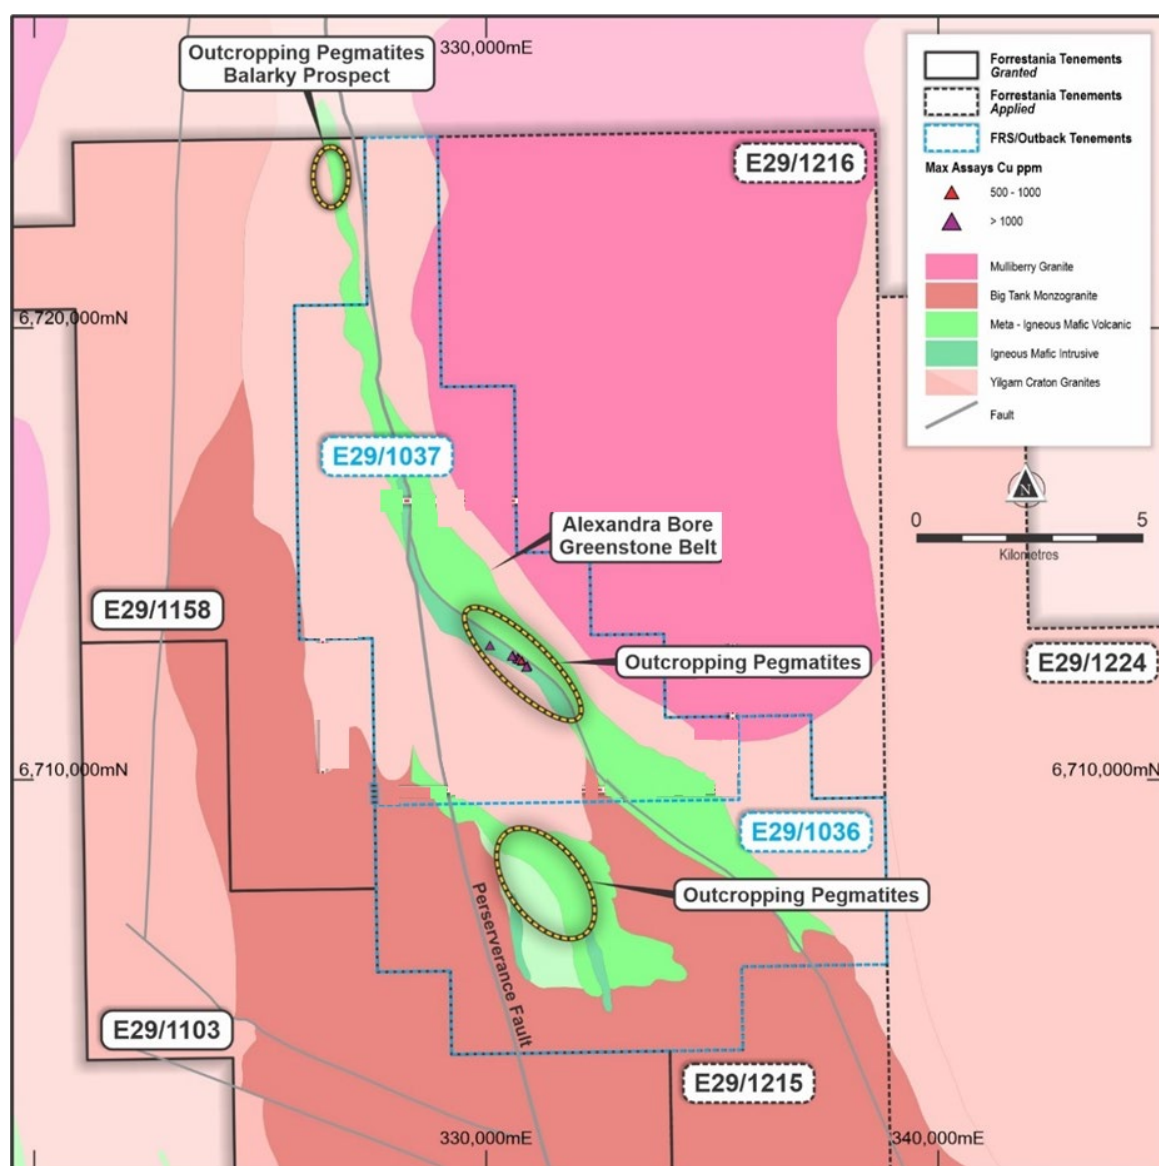 Outcropping Pegmatites
Balarky Prospect
330,000mE
Forrestania Tenements
Granted
Forrestania Tenements
Applied
FRS/Outback Tenements
Max Assays Cu ppm
500 - 1000
> 1000
Mulliberry Granite
Big Tank Monzogranite
Meta - Igneous Mafic Volcanic
Igneous Mafic Intrusive
Yilgarn Craton Granites
Fault
E29/1216
6,720,000mN
E29/1037
N
0 5
Kilometres
Alexandra Bore
Greenstone Belt
E29/1158
Outcropping Pegmatites
E29/1224
6,710,000mN
6,710,000mN
E29/1036
Outcropping Pegmatites
Perserverance Fault
E29/1103
E29/1215
330,000mE
340,000mE